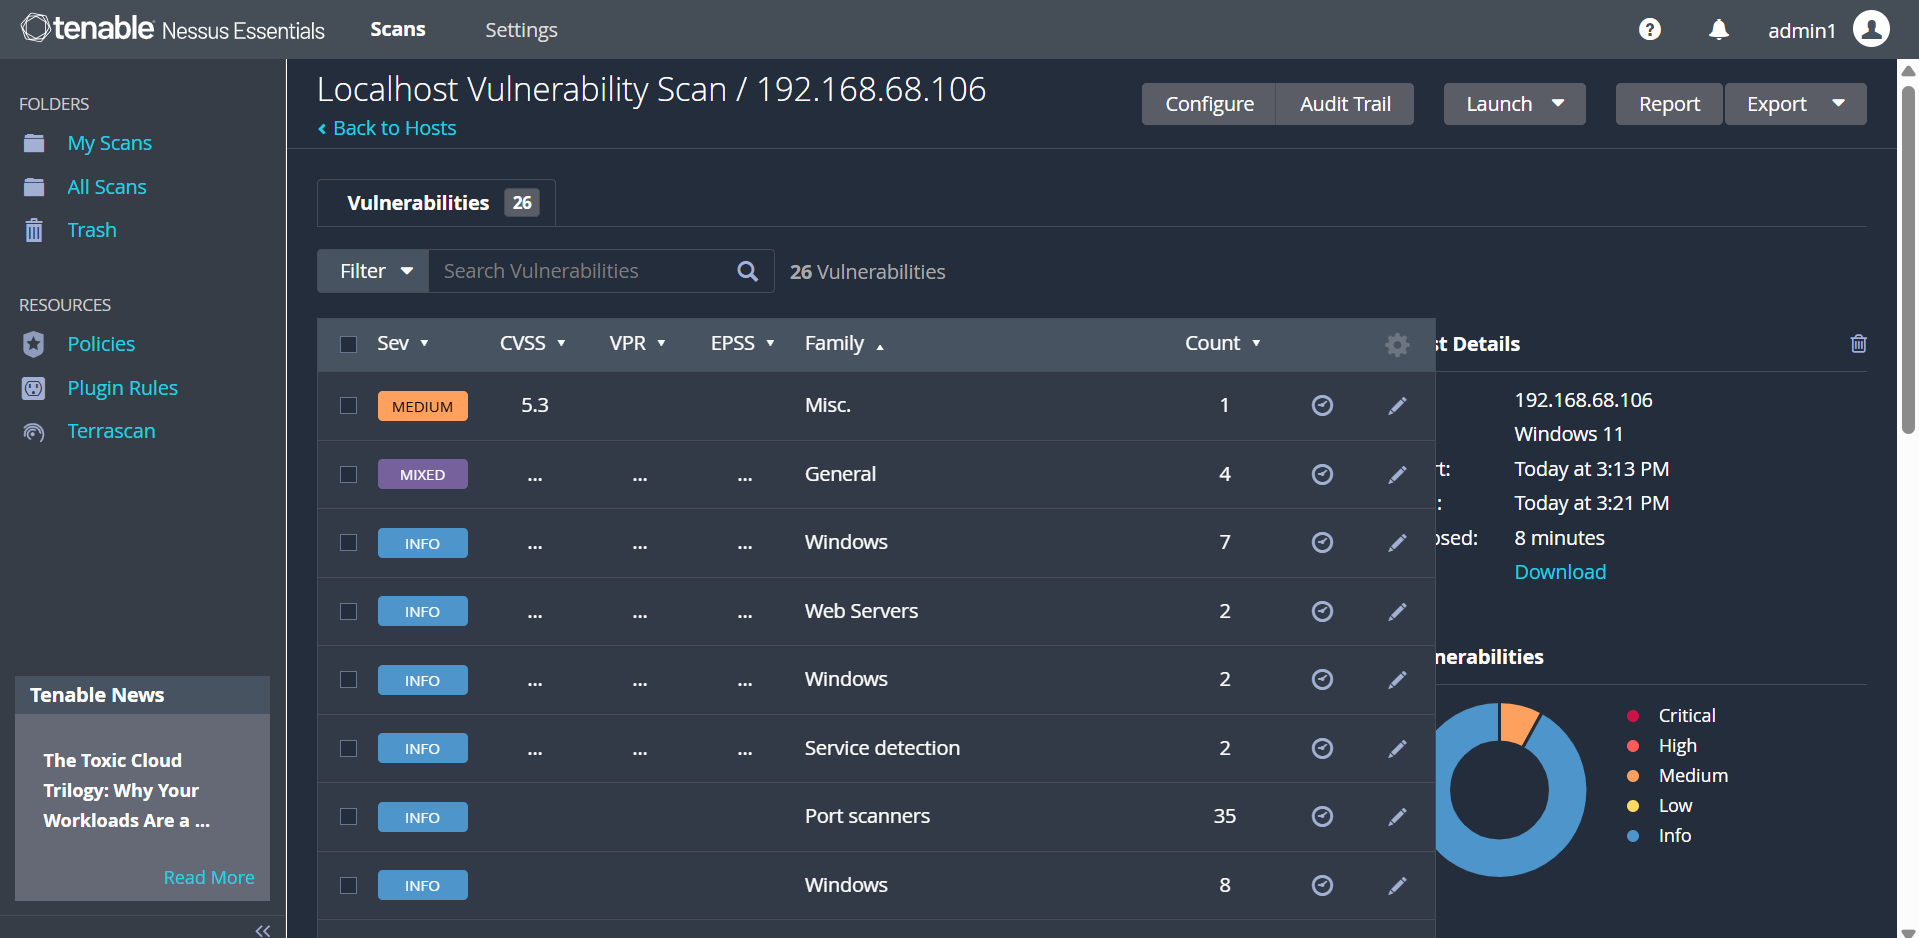 tenable Nessus Essentials Scans Settings ? admin1
FOLDERS
My Scans
All Scans
Trash
RESOURCES
Policies
Plugin Rules
Terrascan
Tenable News
The Toxic Cloud
Trilogy: Why Your
Workloads Are a ...
Read More
Localhost Vulnerability Scan / 192.168.68.106
Back to Hosts
Configure Audit Trail Launch Report Export
Vulnerabilities 26
Filter Search Vulnerabilities 26 Vulnerabilities
Sev CVSS VPR EPSS Family Count
MEDIUM 5.3 Misc. 1
MIXED ... ... ... General 4
INFO ... ... ... Windows 7
INFO ... ... ... Web Servers 2
INFO ... ... ... Windows 2
INFO ... ... ... Service detection 2
INFO Port scanners 35
INFO Windows 8
st Details
192.168.68.106
Windows 11
rt: Today at 3:13 PM
: Today at 3:21 PM
osed: 8 minutes
Download
nerabilities
Critical
High
Medium
Low
Info